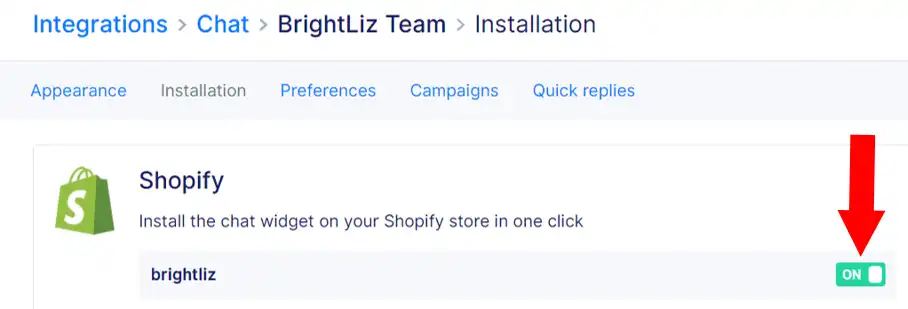 Integrations > Chat > BrightLiz Team > Installation
Appearance Installation Preferences Campaigns Quick replies
Shopify
Install the chat widget on your Shopify store in one click
brightliz ON